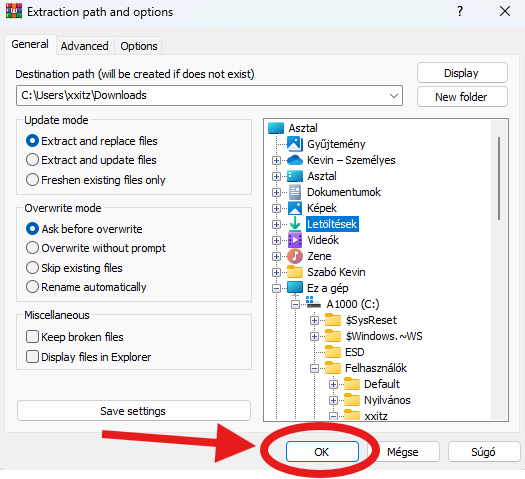 Extraction path and options
General
Advanced
Options
Destination path (will be created if does not exist)
Display
C:\Users\xxitz\Downloads
New folder
Update mode
Extract and replace files
Extract and update files
Freshen existing files only
Overwrite mode
Ask before overwrite
Overwrite without prompt
Skip existing files
Rename automatically
Miscellaneous
Keep broken files
Display files in Explorer
Save settings
Asztal
Gyűjtemény
Kevin – Személyes
Asztal
Dokumentumok
Képek
Letöltések
Videók
Zene
Szabó Kevin
Ez a gép
A1000 (C:)
$SysReset
$Windows.~WS
ESD
Felhasználók
Default
Nyilvános
xxitz
OK
Mégse
Súgó